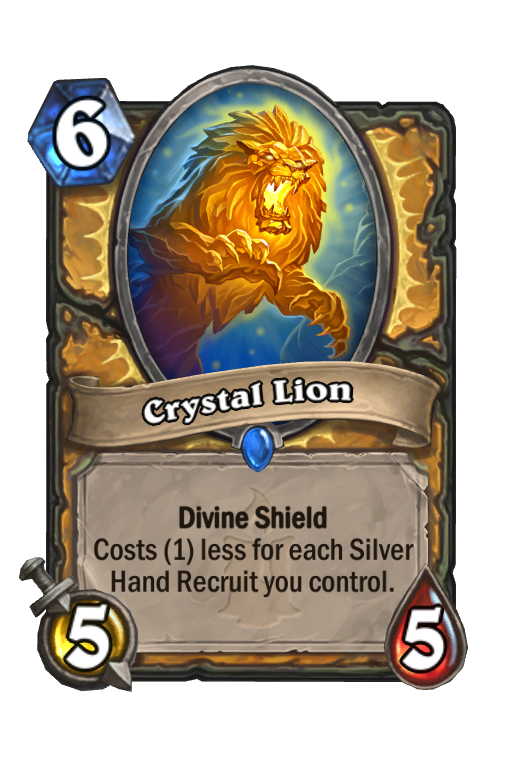 6
Crystal Lion
Divine Shield
Costs (1) less for each Silver
Hand Recruit you control.
5
5